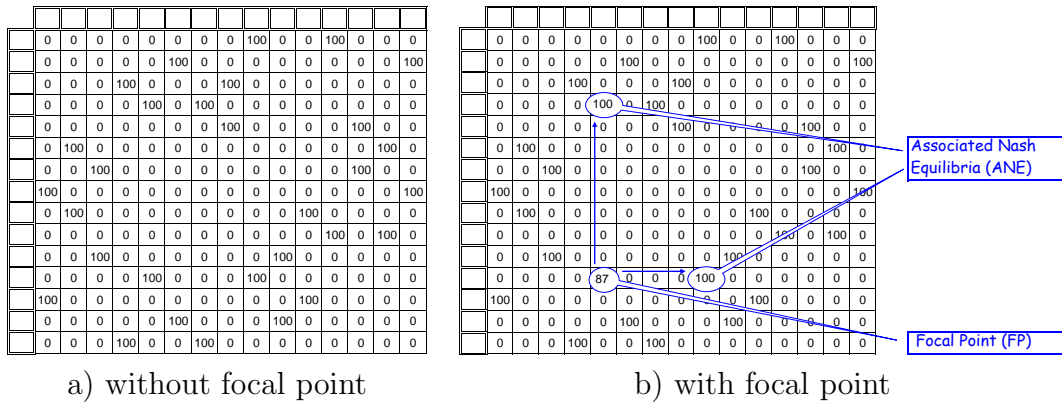 0 0 0 0 0 0 0 0 100 0 0 100 0 0 0
0 0 0 0 0 100 0 0 0 0 0 0 0 0 100
0 0 0 100 0 0 0 100 0 0 0 0 0 0 0
0 0 0 0 100 0 100 0 0 0 0 0 0 0 0
0 0 0 0 0 0 0 100 0 0 0 0 100 0 0
0 100 0 0 0 0 0 0 0 0 0 0 0 100 0
0 0 100 0 0 0 0 0 0 0 0 0 100 0 0
100 0 0 0 0 0 0 0 0 0 0 0 0 0 100
0 100 0 0 0 0 0 0 0 0 100 0 0 0 0
0 0 0 0 0 0 0 0 0 0 0 100 0 100 0
0 0 100 0 0 0 0 0 0 100 0 0 0 0 0
0 0 0 0 100 0 0 0 100 0 0 0 0 0 0
100 0 0 0 0 0 0 0 0 0 100 0 0 0 0
0 0 0 0 0 100 0 0 0 100 0 0 0 0 0
0 0 0 100 0 0 100 0 0 0 0 0 0 0 0
a) without focal point
0 0 0 0 0 0 0 0 100 0 0 100 0 0 0
0 0 0 0 0 100 0 0 0 0 0 0 0 0 100
0 0 0 100 0 0 0 100 0 0 0 0 0 0 0
0 0 0 0 100 0 100 0 0 0 0 0 0 0 0
0 0 0 0 0 0 0 100 0 0 0 0 100 0 0
0 100 0 0 0 0 0 0 0 0 0 0 0 100 0
0 0 100 0 0 0 0 0 0 0 0 0 100 0 0
100 0 0 0 0 0 0 0 0 0 0 0 0 0 100
0 100 0 0 0 0 0 0 0 0 100 0 0 0 0
0 0 0 0 0 0 0 0 0 0 0 100 0 100 0
0 0 100 0 0 0 0 0 0 100 0 0 0 0 0
0 0 0 0 87 0 0 0 100 0 0 0 0 0 0
100 0 0 0 0 0 0 0 0 0 100 0 0 0 0
0 0 0 0 0 100 0 0 0 100 0 0 0 0 0
0 0 0 100 0 0 100 0 0 0 0 0 0 0 0
Associated Nash
Equilibria (ANE)
Focal Point (FP)
b) with focal point